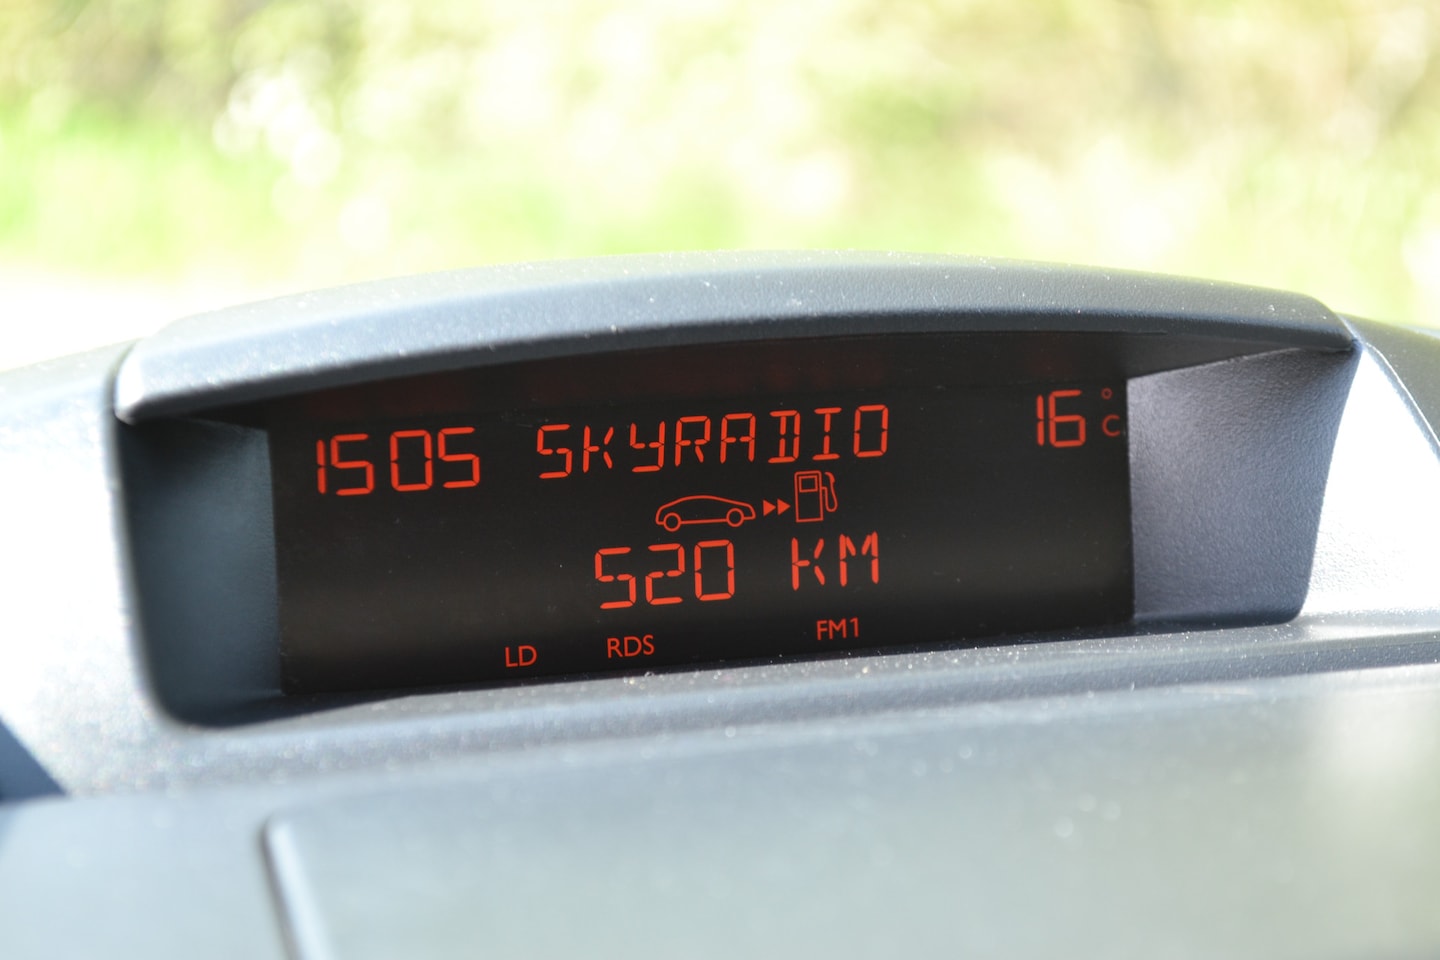 1505 SKYRADIO 16 °C
520 KM
LD RDS FM1